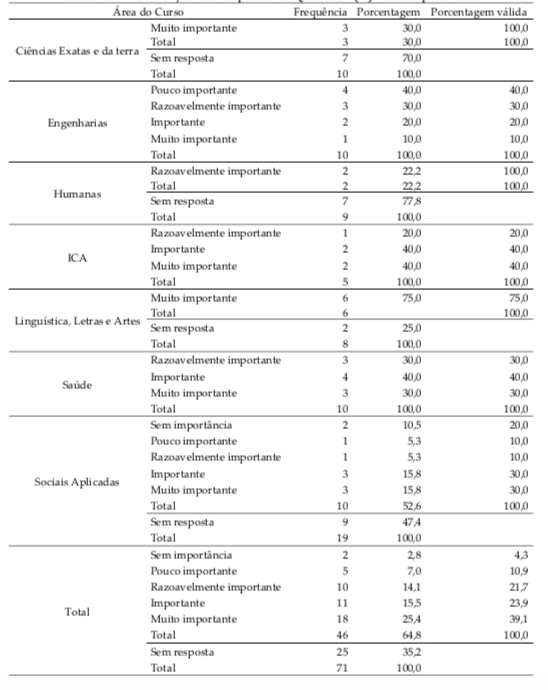 Área do Curso Frequência Porcentagem Porcentagem válida
Muito importante 3 30,0 100,0
Total 3 30,0 100,0
Ciências Exatas e da terra
Sem resposta 7 70,0
Total 10 100,0
Pouco importante 4 40,0 40,0
Razoavelmente importante 3 30,0 30,0
Engenharias Importante 2 20,0 20,0
Muito importante 1 10,0 10,0
Total 10 100,0 100,0
Razoavelmente importante 2 22,2 100,0
Total 2 22,2 100,0
Humanas
Sem resposta 7 77,8
Total 9 100,0
Razoavelmente importante 1 20,0 20,0
Importante 2 40,0 40,0
ICA
Muito importante 2 40,0 40,0
Total 5 100,0 100,0
Muito importante 6 75,0 75,0
Total 6 100,0
Linguística, Letras e Artes
Sem resposta 2 25,0
Total 8 100,0
Razoavelmente importante 3 30,0 30,0
Importante 4 40,0 40,0
Saúde
Muito importante 3 30,0 30,0
Total 10 100,0 100,0
Sem importância 2 10,5 20,0
Pouco importante 1 5,3 10,0
Razoavelmente importante 1 5,3 10,0
Importante 3 15,8 30,0
Sociais Aplicadas
Muito importante 3 15,8 30,0
Total 10 52,6 100,0
Sem resposta 9 47,4
Total 19 100,0
Sem importância 2 2,8 4,3
Pouco importante 5 7,0 10,9
Razoavelmente importante 10 14,1 21,7
Importante 11 15,5 23,9
Total
Muito importante 18 25,4 39,1
Total 46 64,8 100,0
Sem resposta 25 35,2
Total 71 100,0